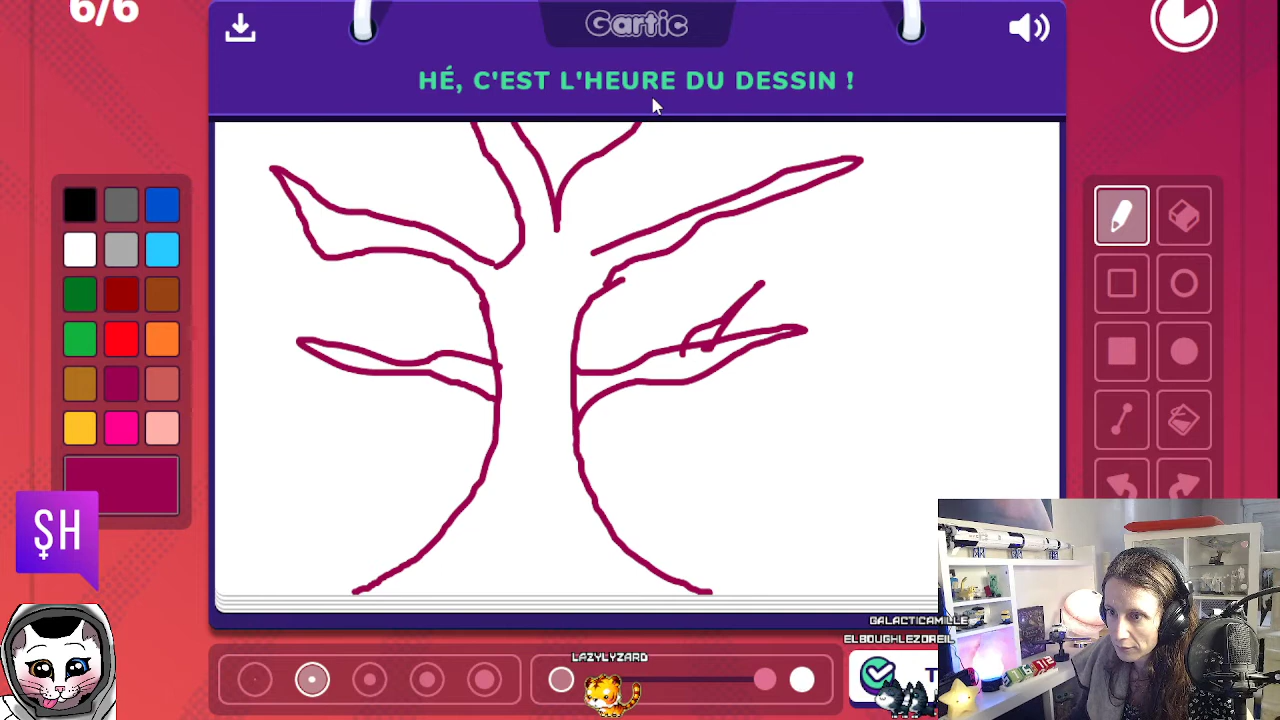 6/6
Gartic
HÉ, C'EST L'HEURE DU DESSIN !
$H
GALACTICAMILLE
ELBOUGHLEZOREIL
LAZYLYZARD
T